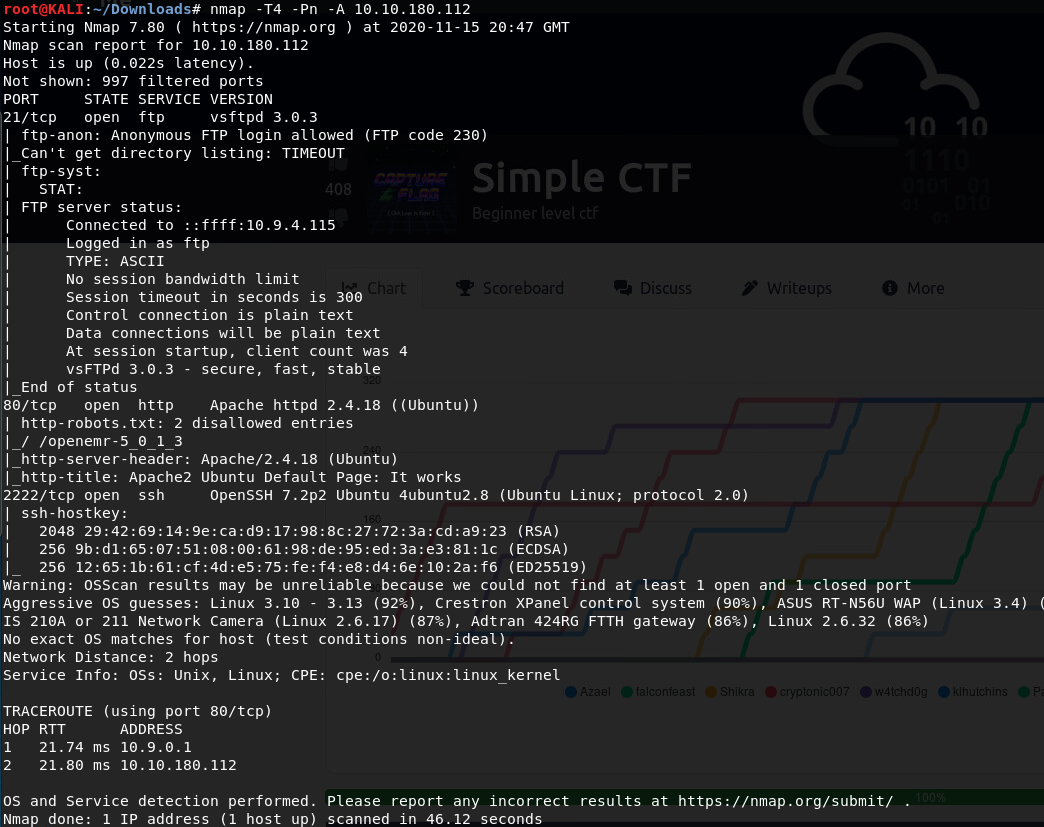 root@KALI:~/Downloads# nmap -T4 -Pn -A 10.10.180.112
Starting Nmap 7.80 ( https://nmap.org ) at 2020-11-15 20:47 GMT
Nmap scan report for 10.10.180.112
Host is up (0.022s latency).
Not shown: 997 filtered ports
PORT     STATE SERVICE VERSION
21/tcp   open  ftp     vsftpd 3.0.3
| ftp-anon: Anonymous FTP login allowed (FTP code 230)
|_Can't get directory listing: TIMEOUT
| ftp-syst:
|   STAT:
| FTP server status:
|      Connected to ::ffff:10.9.4.115
|      Logged in as ftp
|      TYPE: ASCII
|      No session bandwidth limit
|      Session timeout in seconds is 300
|      Control connection is plain text
|      Data connections will be plain text
|      At session startup, client count was 4
|      vsFTPd 3.0.3 - secure, fast, stable
|_End of status
80/tcp   open  http    Apache httpd 2.4.18 ((Ubuntu))
| http-robots.txt: 2 disallowed entries
|_/ /openemr-5_0_1_3
|_http-server-header: Apache/2.4.18 (Ubuntu)
|_http-title: Apache2 Ubuntu Default Page: It works
2222/tcp open  ssh     OpenSSH 7.2p2 Ubuntu 4ubuntu2.8 (Ubuntu Linux; protocol 2.0)
| ssh-hostkey:
|   2048 29:42:69:14:9e:ca:d9:17:98:8c:27:72:3a:cd:a9:23 (RSA)
|   256 9b:d1:65:07:51:08:00:61:98:de:95:ed:3a:e3:81:1c (ECDSA)
|_  256 12:65:1b:61:cf:4d:e5:75:fe:f4:e8:d4:6e:10:2a:f6 (ED25519)
Warning: OSScan results may be unreliable because we could not find at least 1 open and 1 closed port
Aggressive OS guesses: Linux 3.10 - 3.13 (92%), Crestron XPanel control system (90%), ASUS RT-N56U WAP (Linux 3.4) (
IS 210A or 211 Network Camera (Linux 2.6.17) (87%), Adtran 424RG FTTH gateway (86%), Linux 2.6.32 (86%)
No exact OS matches for host (test conditions non-ideal).
Network Distance: 2 hops
Service Info: OSs: Unix, Linux; CPE: cpe:/o:linux:linux_kernel
TRACEROUTE (using port 80/tcp)
HOP RTT      ADDRESS
1   21.74 ms 10.9.0.1
2   21.80 ms 10.10.180.112
OS and Service detection performed. Please report any incorrect results at https://nmap.org/submit/ .
Nmap done: 1 IP address (1 host up) scanned in 46.12 seconds
10 10
1110
0101 01
01 010
01
408
CAPTURE
FLAG
Simple CTF
Beginner level ctf
Chart
Scoreboard
Discuss
Writeups
More
320
240
160
0
Azael
falconfeast
Shikra
cryptonic007
w4tchd0g
klhutchins
100%